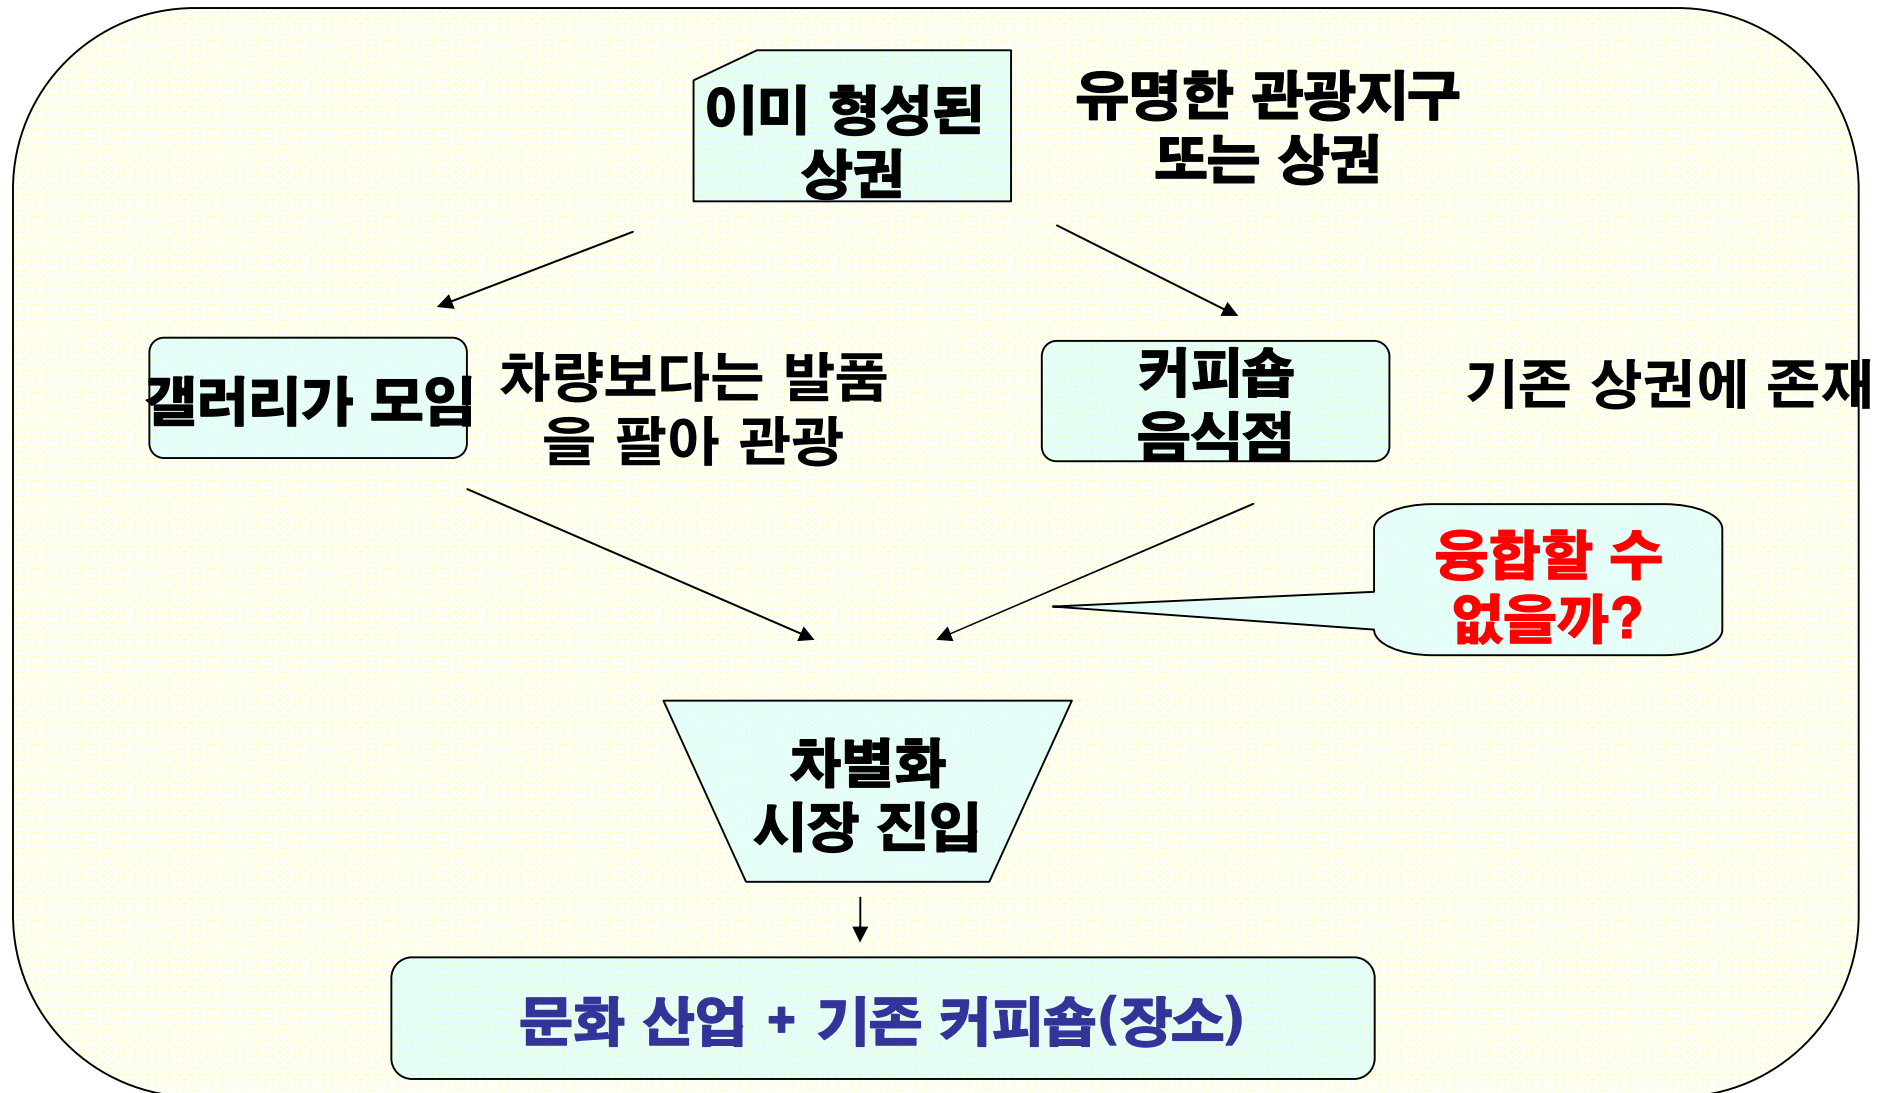 이미 형성된
상권
유명한 관광지구
또는 상권
갤러리가 모임
차량보다는 발품
을 팔아 관광
커피숍
음식점
기존 상권에 존재
융합할 수
없을까?
차별화
시장 진입
문화 산업 + 기존 커피숍(장소)